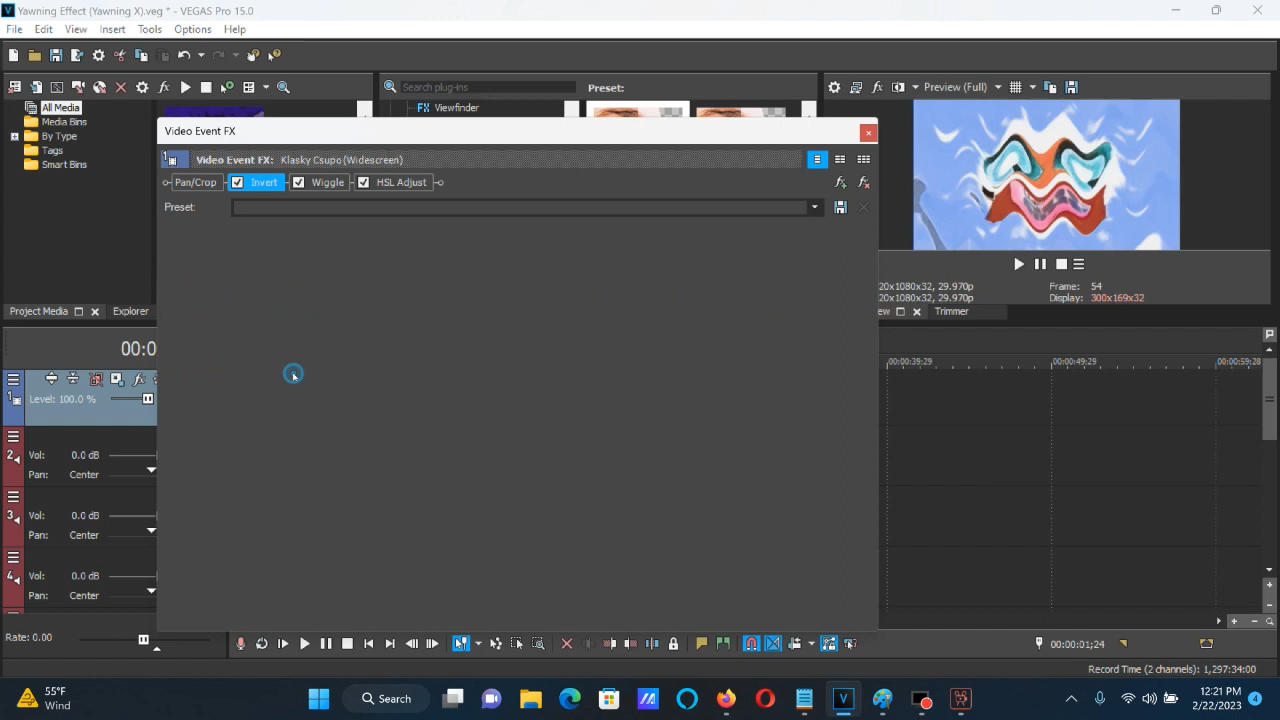 Yawning Effect (Yawning X).veg * - VEGAS Pro 15.0
File Edit View Insert Tools Options Help
Search plug-ins
Preset:
Preview (Full)
All Media
Media Bins
By Type
Tags
Smart Bins
FX Viewfinder
Video Event FX
Video Event FX: Klasky Csupo (Widescreen)
Pan/Crop Invert Wiggle HSL Adjust
Preset:
20x1080x32, 29.970p Frame: 54
20x1080x32, 29.970p Display: 300x169x32
Project Media Explorer
ew Trimmer
00:0
00:00:39:29 00:00:49:29 00:00:59:28
1
Level: 100.0 %
2
Vol: 0.0 dB
Pan: Center
3
Vol: 0.0 dB
Pan: Center
4
Vol: 0.0 dB
Pan: Center
Rate: 0.00
00:00:01;24
Record Time (2 channels): 1,297:34:00
55°F
Wind
Search
12:21 PM
2/22/2023
4